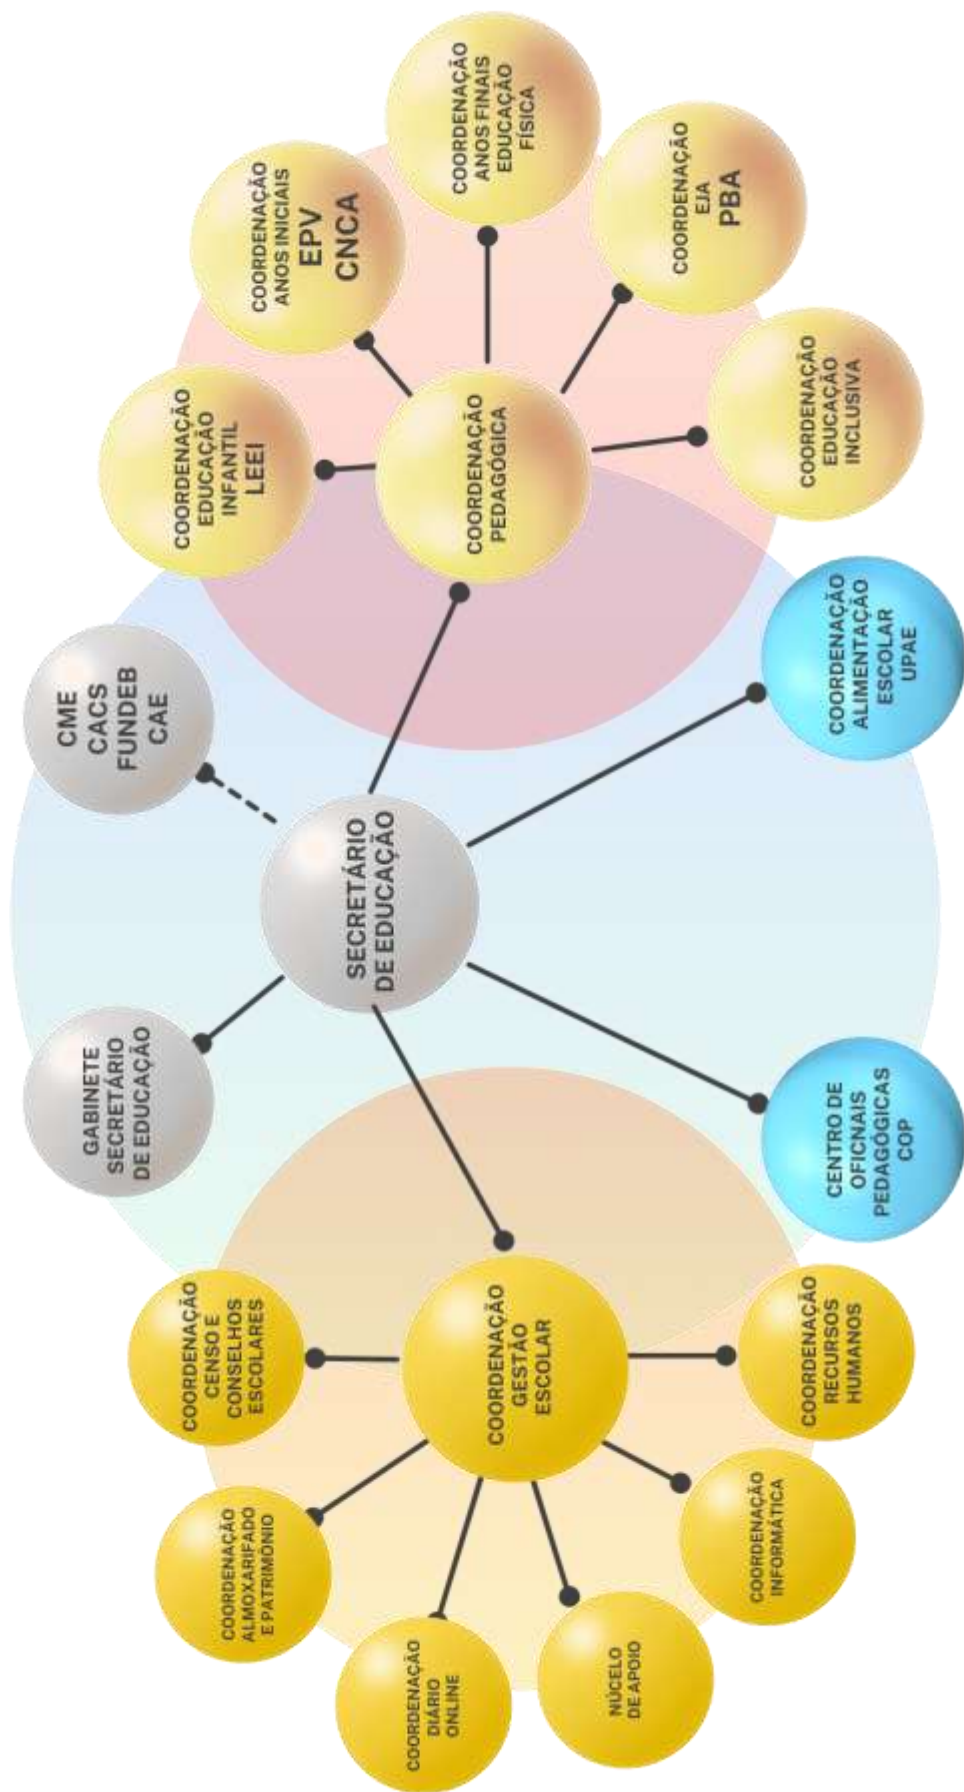 GABINETE
SECRETÁRIO
DE EDUCAÇÃO
CME
CACS
FUNDEB
CAE
SECRETÁRIO
DE EDUCAÇÃO
COORDENAÇÃO
CENSO E
CONSELHOS
ESCOLARES
COORDENAÇÃO
ALMOXARIFADO
E PATRIMÔNIO
COORDENAÇÃO
DIÁRIO
ONLINE
NÚCELO
DE APOIO
COORDENAÇÃO
INFORMÁTICA
COORDENAÇÃO
RECURSOS
HUMANOS
COORDENAÇÃO
GESTÃO
ESCOLAR
CENTRO DE
OFICNAIS
PEDAGÓGICAS
COP
COORDENAÇÃO
ALIMENTAÇÃO
ESCOLAR
UPAE
COORDENAÇÃO
PEDAGÓGICA
COORDENAÇÃO
EDUCAÇÃO
INFANTIL
LEEI
COORDENAÇÃO
ANOS INICIAIS
EPV
CNCA
COORDENAÇÃO
ANOS FINAIS
EDUCAÇÃO
FÍSICA
COORDENAÇÃO
EJA
PBA
COORDENAÇÃO
EDUCAÇÃO
INCLUSIVA